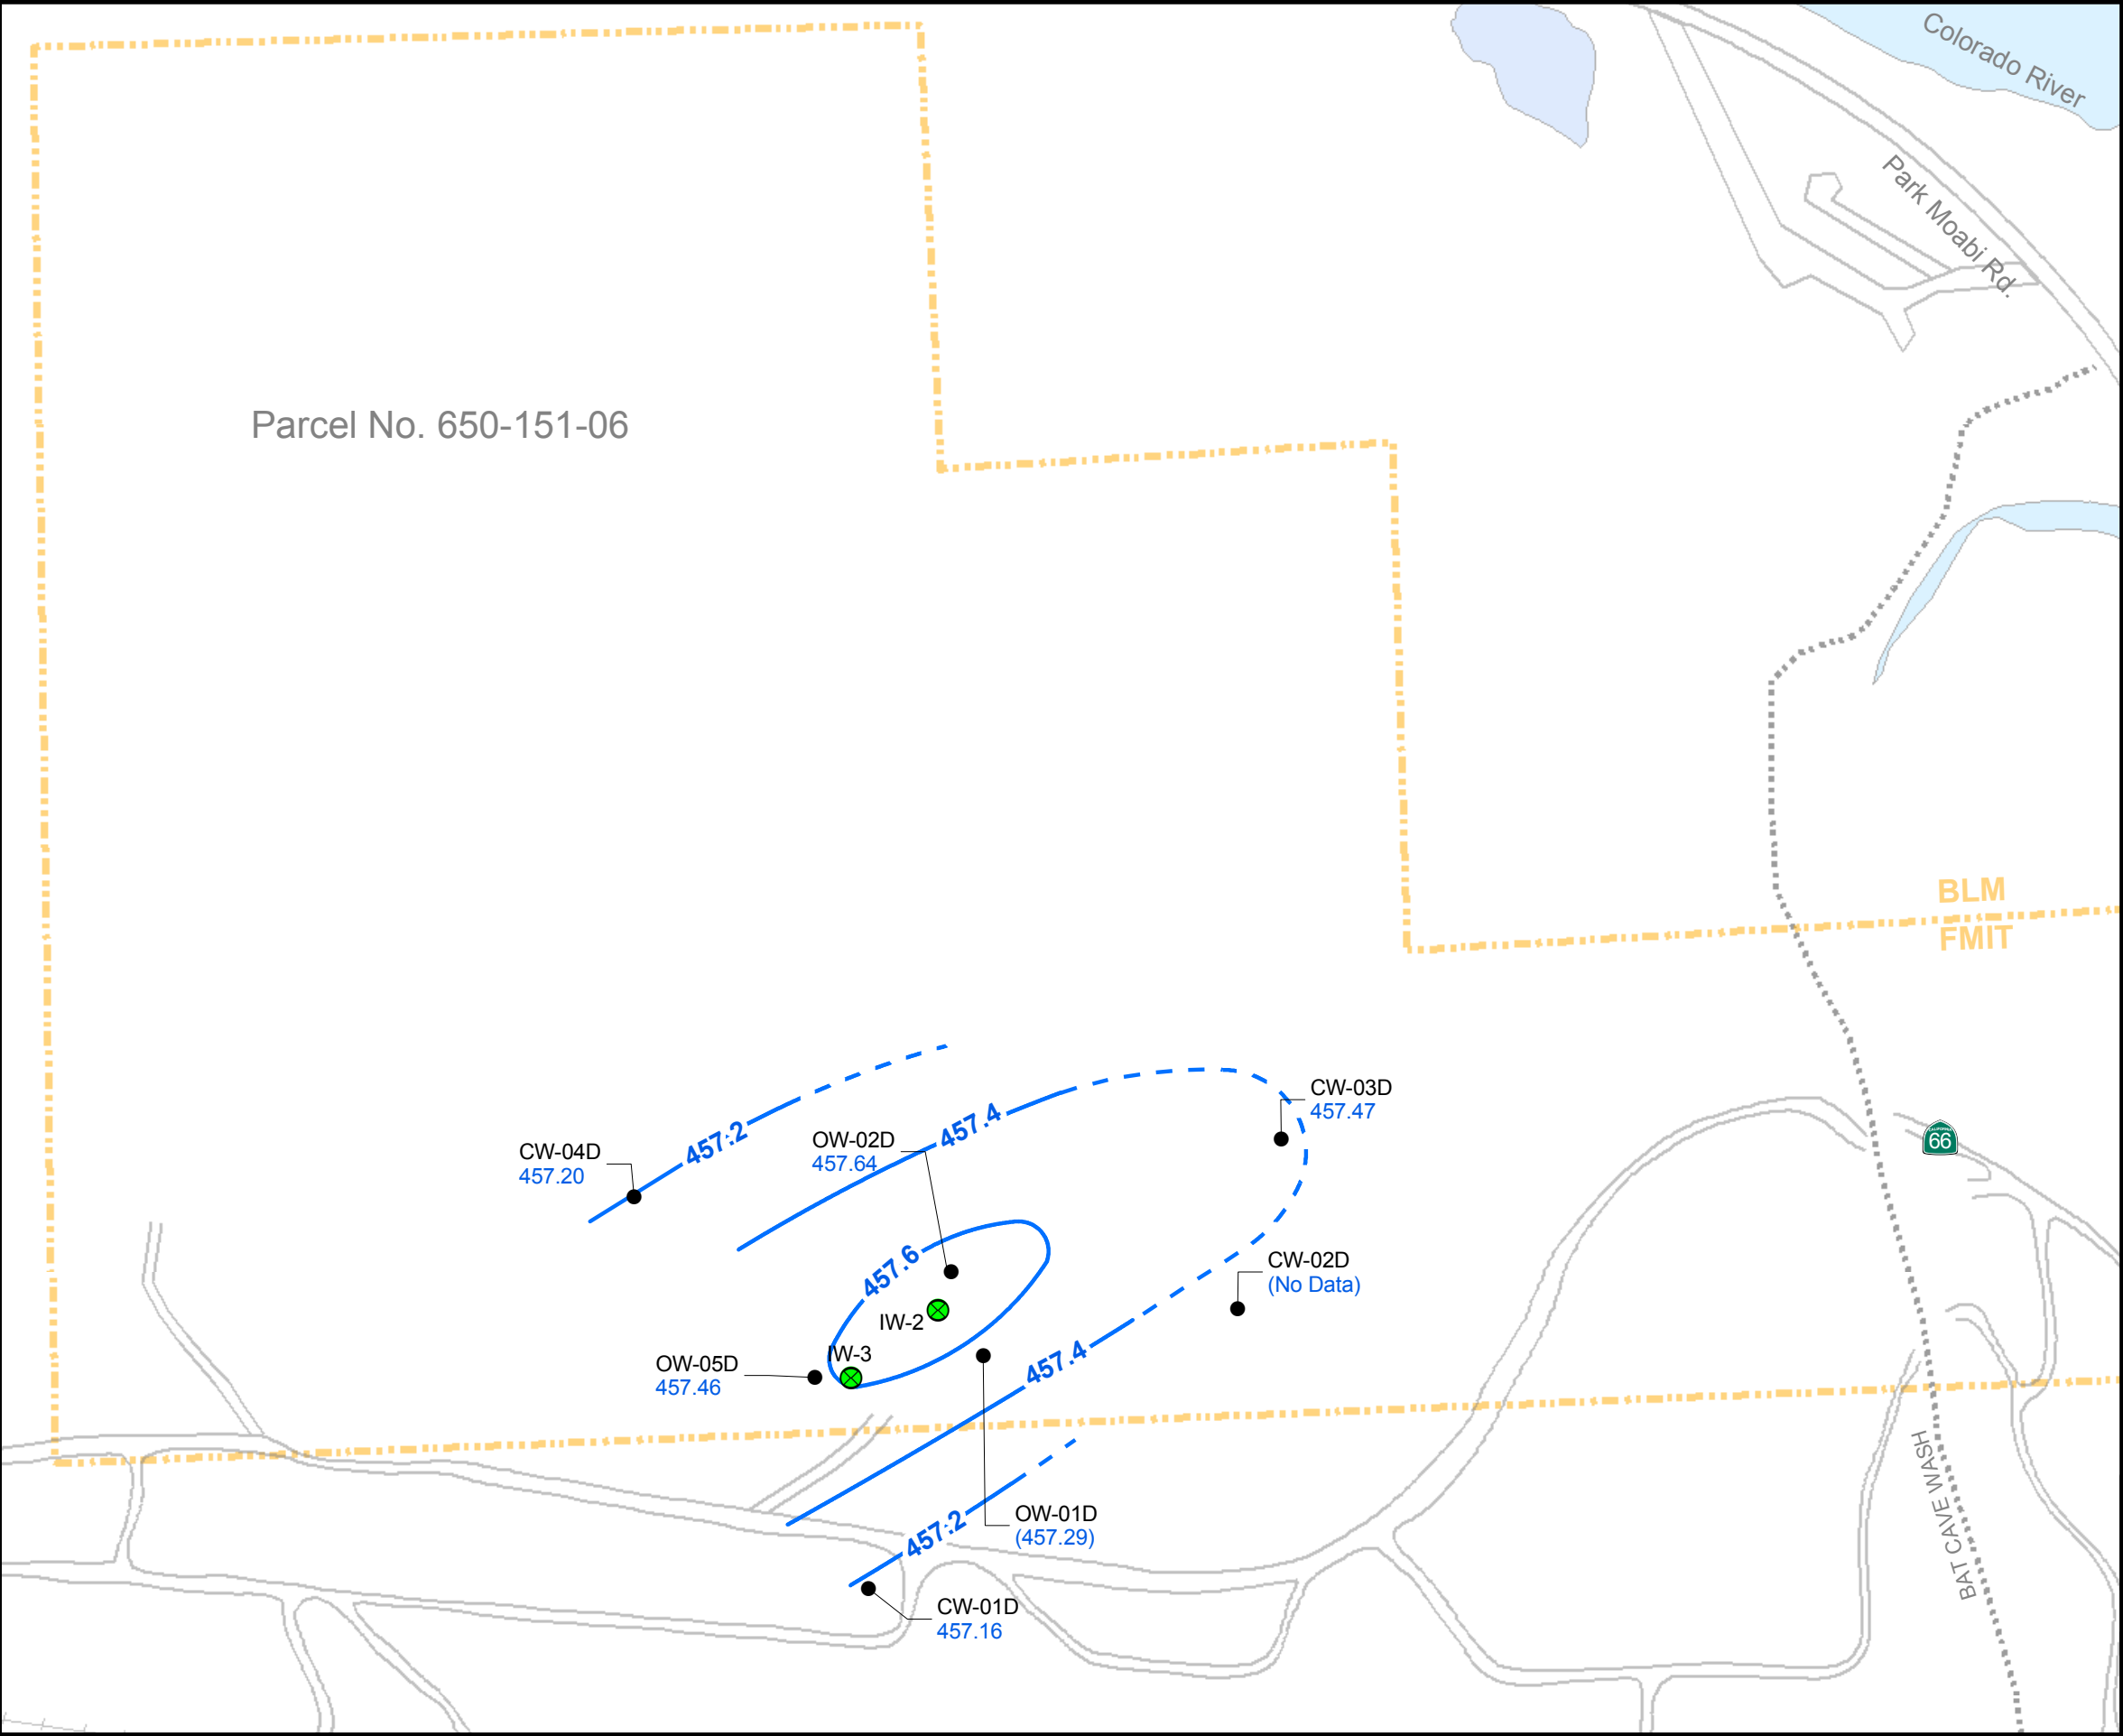 Colorado River
Park Moabi Rd.
Parcel No. 650-151-06
BLM
FMIT
CW-03D
457.47
457.4
457.2
OW-02D
457.64
CW-04D
457.20
CALIFORNIA
66
457.6
CW-02D
(No Data)
IW-2
IW-3
OW-05D
457.46
457.4
BAT CAVE WASH
OW-01D
(457.29)
457.2
CW-01D
457.16